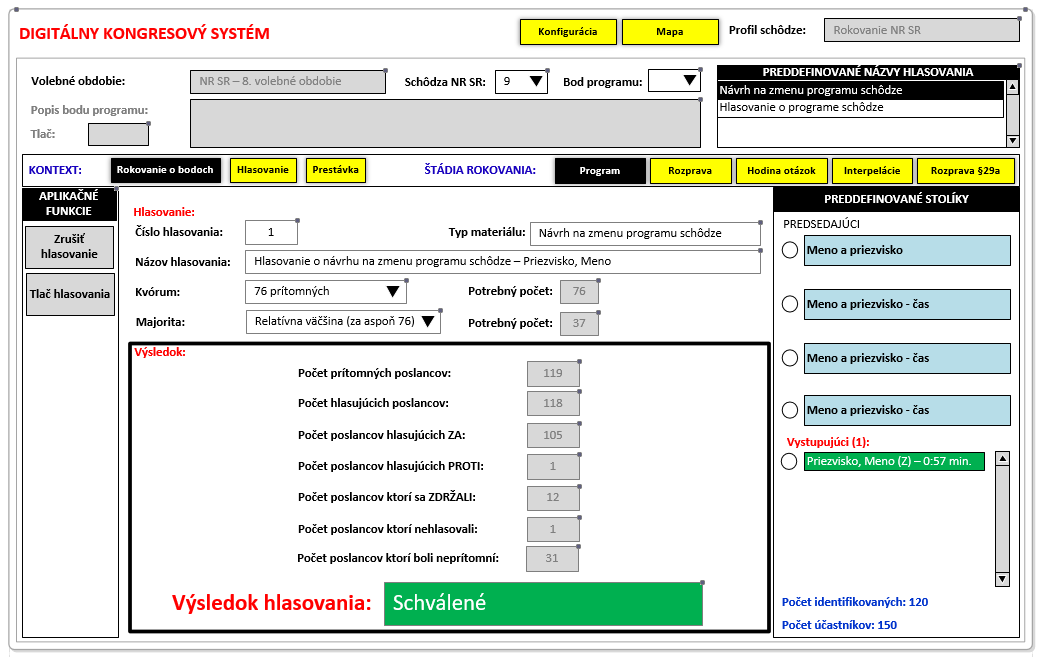 DIGITÁLNY KONGRESOVÝ SYSTÉM
Konfigurácia
Mapa
Profil schôdze:
Rokovanie NR SR
Volebné obdobie:
NR SR – 8. volebné obdobie
Schôdza NR SR:
9
Bod programu:
Popis bodu programu:
Tlač:
PREDDEFINOVANÉ NÁZVY HLASOVANIA
Návrh na zmenu programu schôdze
Hlasovanie o programe schôdze
KONTEXT:
Rokovanie o bodoch
Hlasovanie
Prestávka
ŠTÁDIA ROKOVANIA:
Program
Rozprava
Hodina otázok
Interpelácie
Rozprava §29a
APLIKAČNÉ
FUNKCIE
Zrušiť
hlasovanie
Tlač hlasovania
Hlasovanie:
Číslo hlasovania:
1
Typ materiálu:
Návrh na zmenu programu schôdze
Názov hlasovania:
Hlasovanie o návrhu na zmenu programu schôdze – Priezvisko, Meno
Kvórum:
76 prítomných
Potrebný počet:
76
Majorita:
Relatívna väčšina (za aspoň 76)
Potrebný počet:
37
Výsledok:
Počet prítomných poslancov:
119
Počet hlasujúcich poslancov:
118
Počet poslancov hlasujúcich ZA:
105
Počet poslancov hlasujúcich PROTI:
1
Počet poslancov ktorí sa ZDRŽALI:
12
Počet poslancov ktorí nehlasovali:
1
Počet poslancov ktorí boli neprítomní:
31
Výsledok hlasovania:
Schválené
PREDDEFINOVANÉ STOLÍKY
PREDSEDAJÚCI
Meno a priezvisko
Meno a priezvisko - čas
Meno a priezvisko - čas
Meno a priezvisko - čas
Vystupujúci (1):
Priezvisko, Meno (Z) – 0:57 min.
Počet identifikovaných: 120
Počet účastníkov: 150